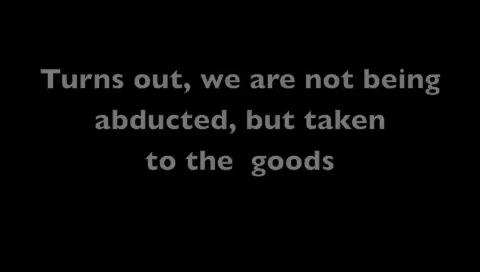 Turns out, we are not being
abducted, but taken
to the  goods